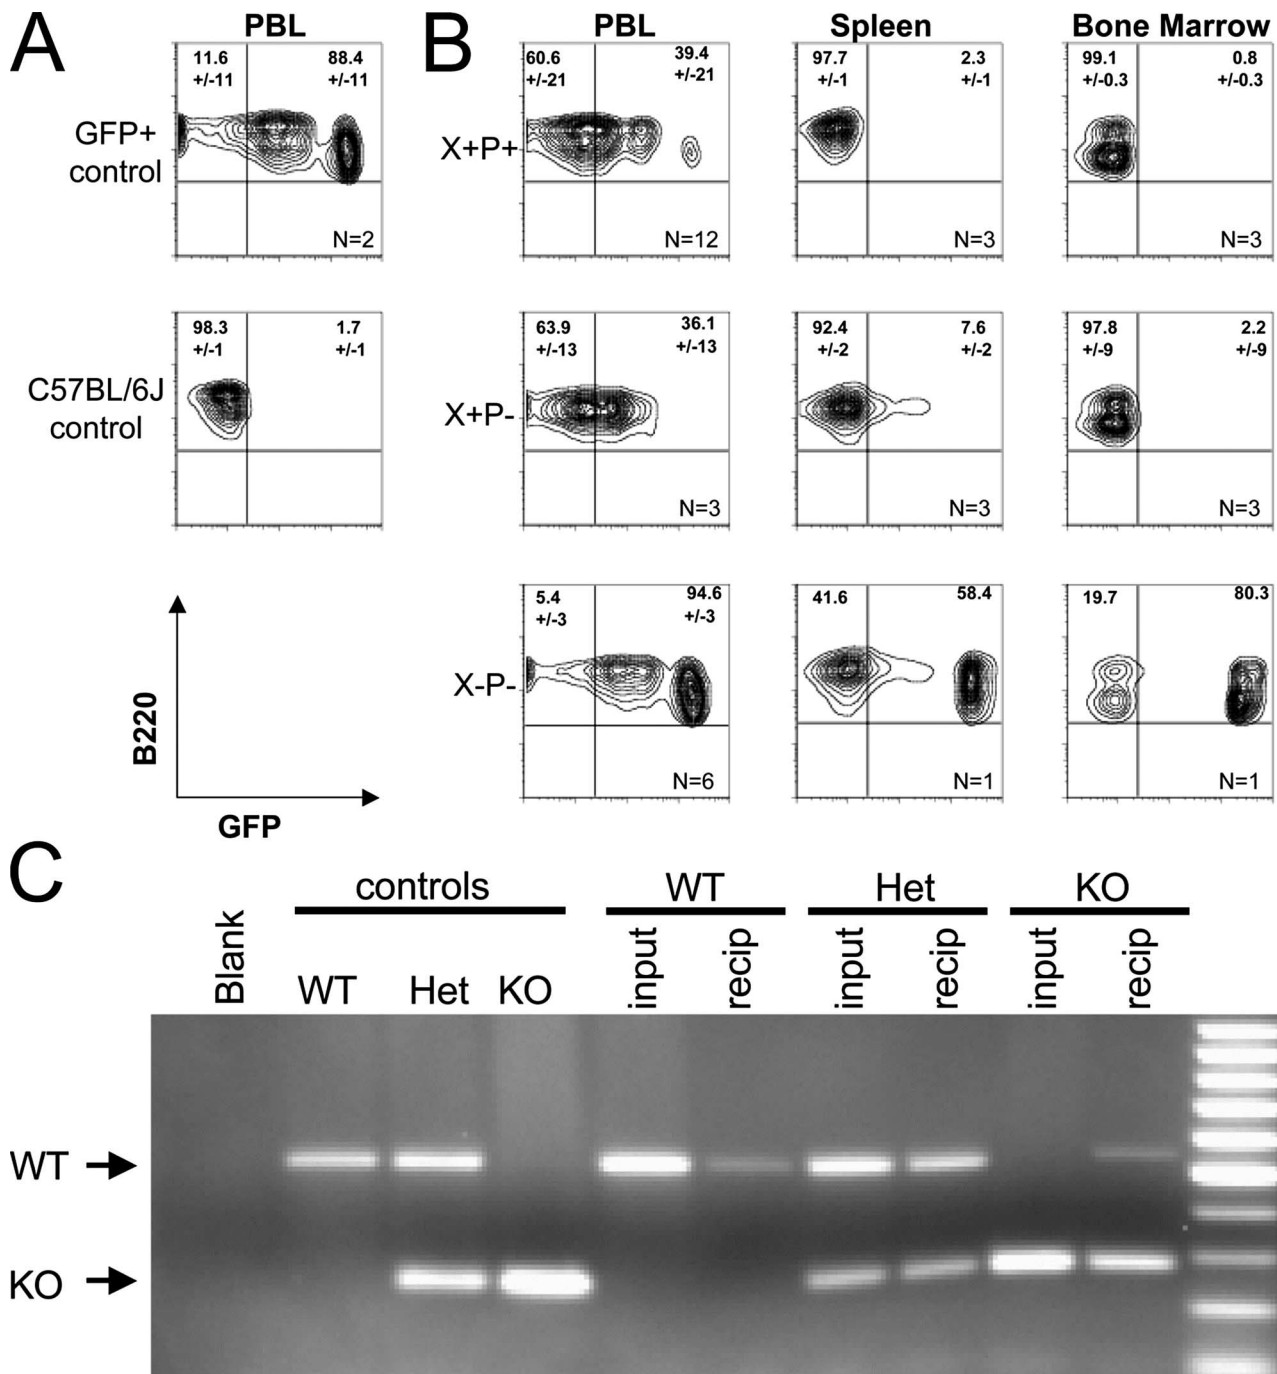 A
PBL
11.6
+/-11
88.4
+/-11
GFP+
control
N=2
98.3
+/-1
1.7
+/-1
C57BL/6J
control
B220
GFP
B
PBL
Spleen
Bone Marrow
60.6
+/-21
39.4
+/-21
97.7
+/-1
2.3
+/-1
99.1
+/-0.3
0.8
+/-0.3
X+P+
N=12
N=3
N=3
63.9
+/-13
36.1
+/-13
92.4
+/-2
7.6
+/-2
97.8
+/-9
2.2
+/-9
X+P-
N=3
N=3
N=3
5.4
+/-3
94.6
+/-3
41.6
58.4
19.7
80.3
X-P-
N=6
N=1
N=1
C
controls
WT
Het
KO
Blank
WT
Het
KO
input
recip
input
recip
input
recip
WT
KO